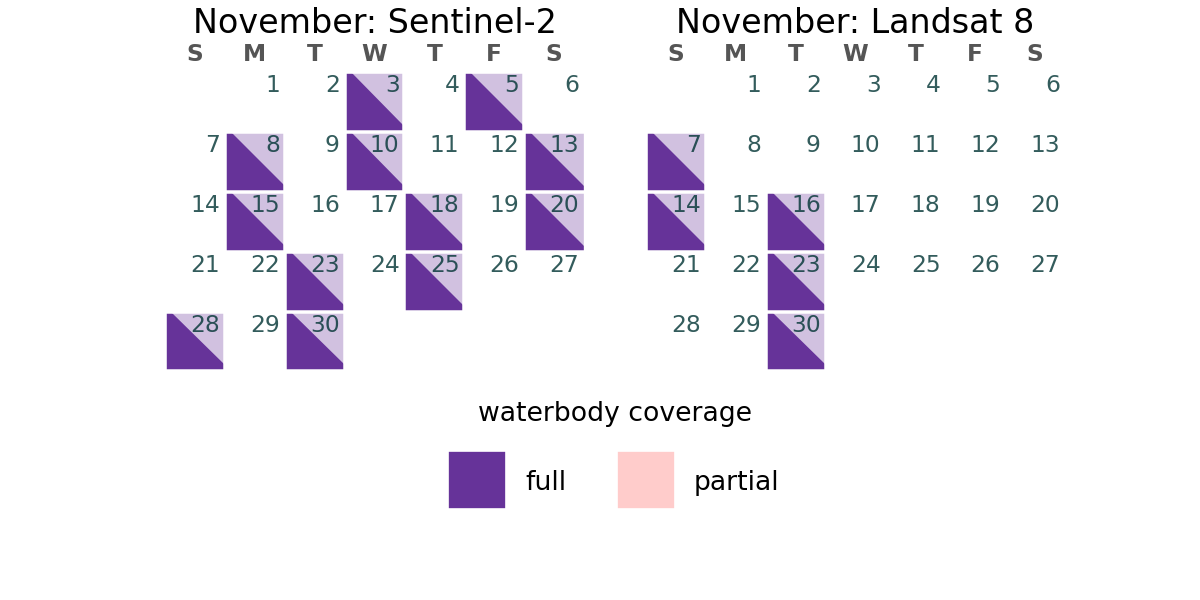 November: Sentinel-2
S M T W T F S
1 2 3 4 5 6
7 8 9 10 11 12 13
14 15 16 17 18 19 20
21 22 23 24 25 26 27
28 29 30
November: Landsat 8
S M T W T F S
1 2 3 4 5 6
7 8 9 10 11 12 13
14 15 16 17 18 19 20
21 22 23 24 25 26 27
28 29 30
waterbody coverage
full partial